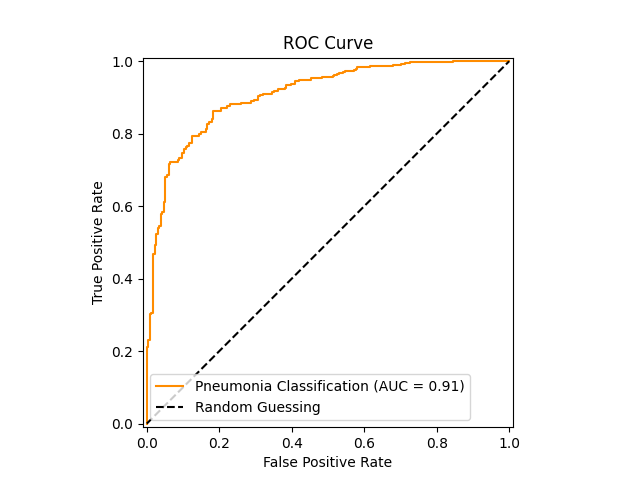 ROC Curve
1.0
0.8
0.6
0.4
0.2
0.0
True Positive Rate
Pneumonia Classification (AUC = 0.91)
Random Guessing
0.0 0.2 0.4 0.6 0.8 1.0
False Positive Rate